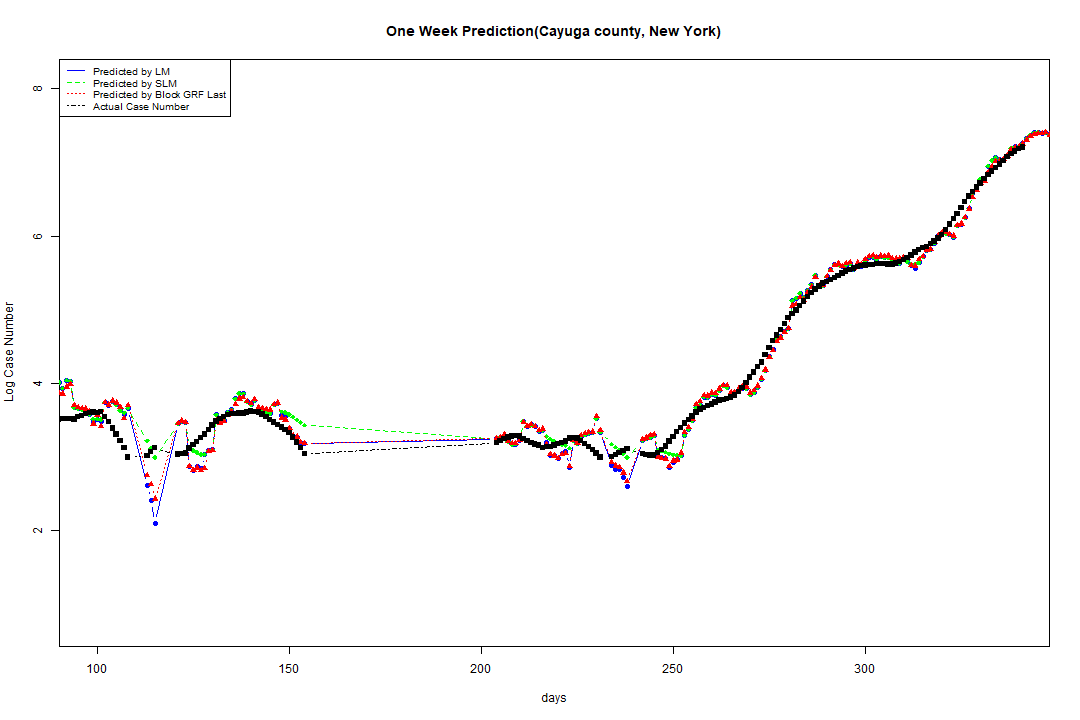 One Week Prediction(Cayuga county, New York)
Predicted by LM
Predicted by SLM
Predicted by Block GRF Last
Actual Case Number
8
6
4
2
Log Case Number
100 150 200 250 300
days